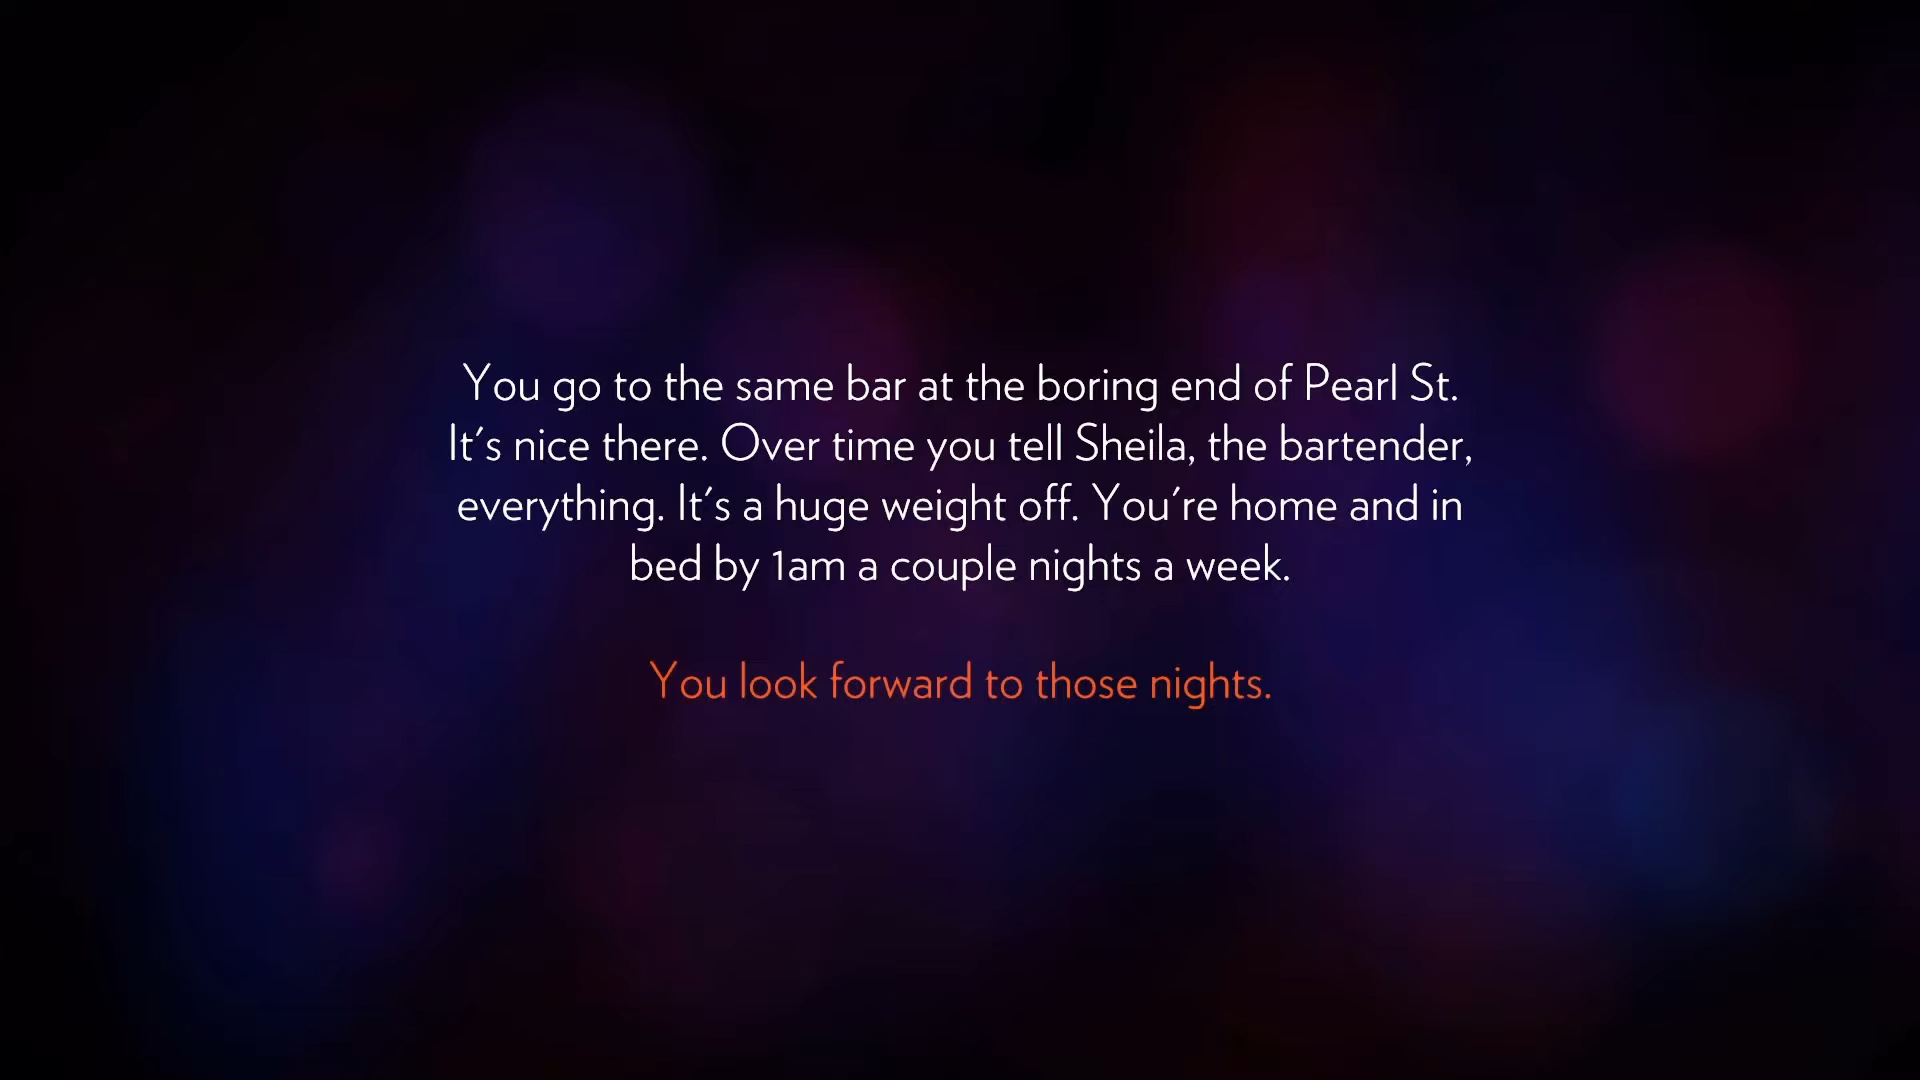 You go to the same bar at the boring end of Pearl St.
It's nice there. Over time you tell Sheila, the bartender,
everything. It's a huge weight off. You're home and in
bed by 1am a couple nights a week.
You look forward to those nights.